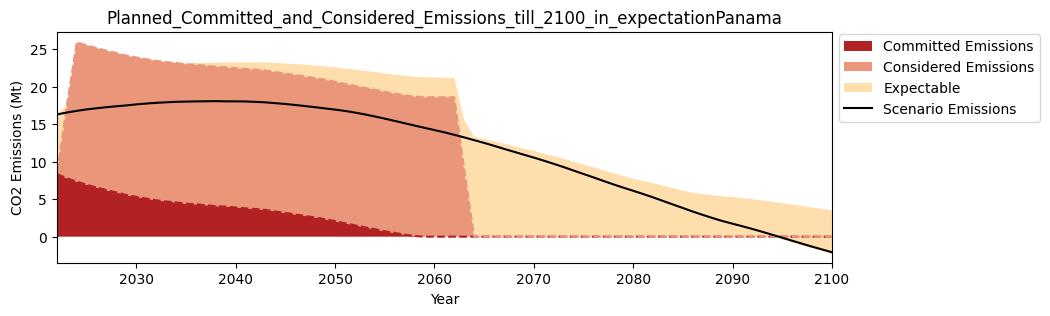 Planned_Committed_and_Considered_Emissions_till_2100_in_expectationPanama
CO2 Emissions (Mt)
25
20
15
10
5
0
2030 2040 2050 2060 2070 2080 2090 2100
Year
Committed Emissions
Considered Emissions
Expectable
Scenario Emissions